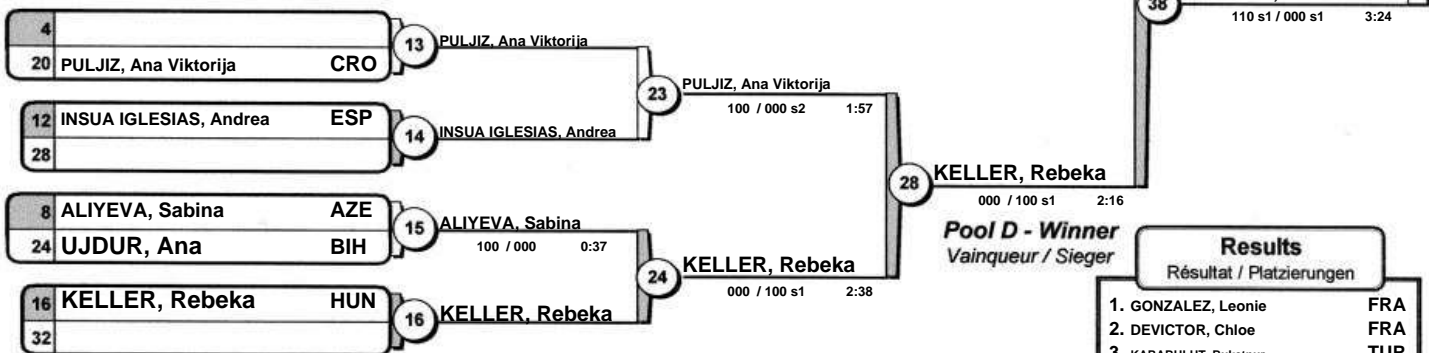 38
110 s1 / 000 s1 3:24
4
20 PULJIZ, Ana Viktorija CRO
13 PULJIZ, Ana Viktorija
23 PULJIZ, Ana Viktorija
100 / 000 s2 1:57
12 INSUA IGLESIAS, Andrea ESP
28
14 INSUA IGLESIAS, Andrea
28 KELLER, Rebeka
000 / 100 s1 2:16
8 ALIYEVA, Sabina AZE
24 UJDUR, Ana BIH
15 ALIYEVA, Sabina
100 / 000 0:37
24 KELLER, Rebeka
000 / 100 s1 2:38
16 KELLER, Rebeka HUN
32
16 KELLER, Rebeka
Pool D - Winner
Vainqueur / Sieger
Results
Résultat / Platzierungen
1. GONZALEZ, Leonie FRA
2. DEVICTOR, Chloe FRA
3. TUR